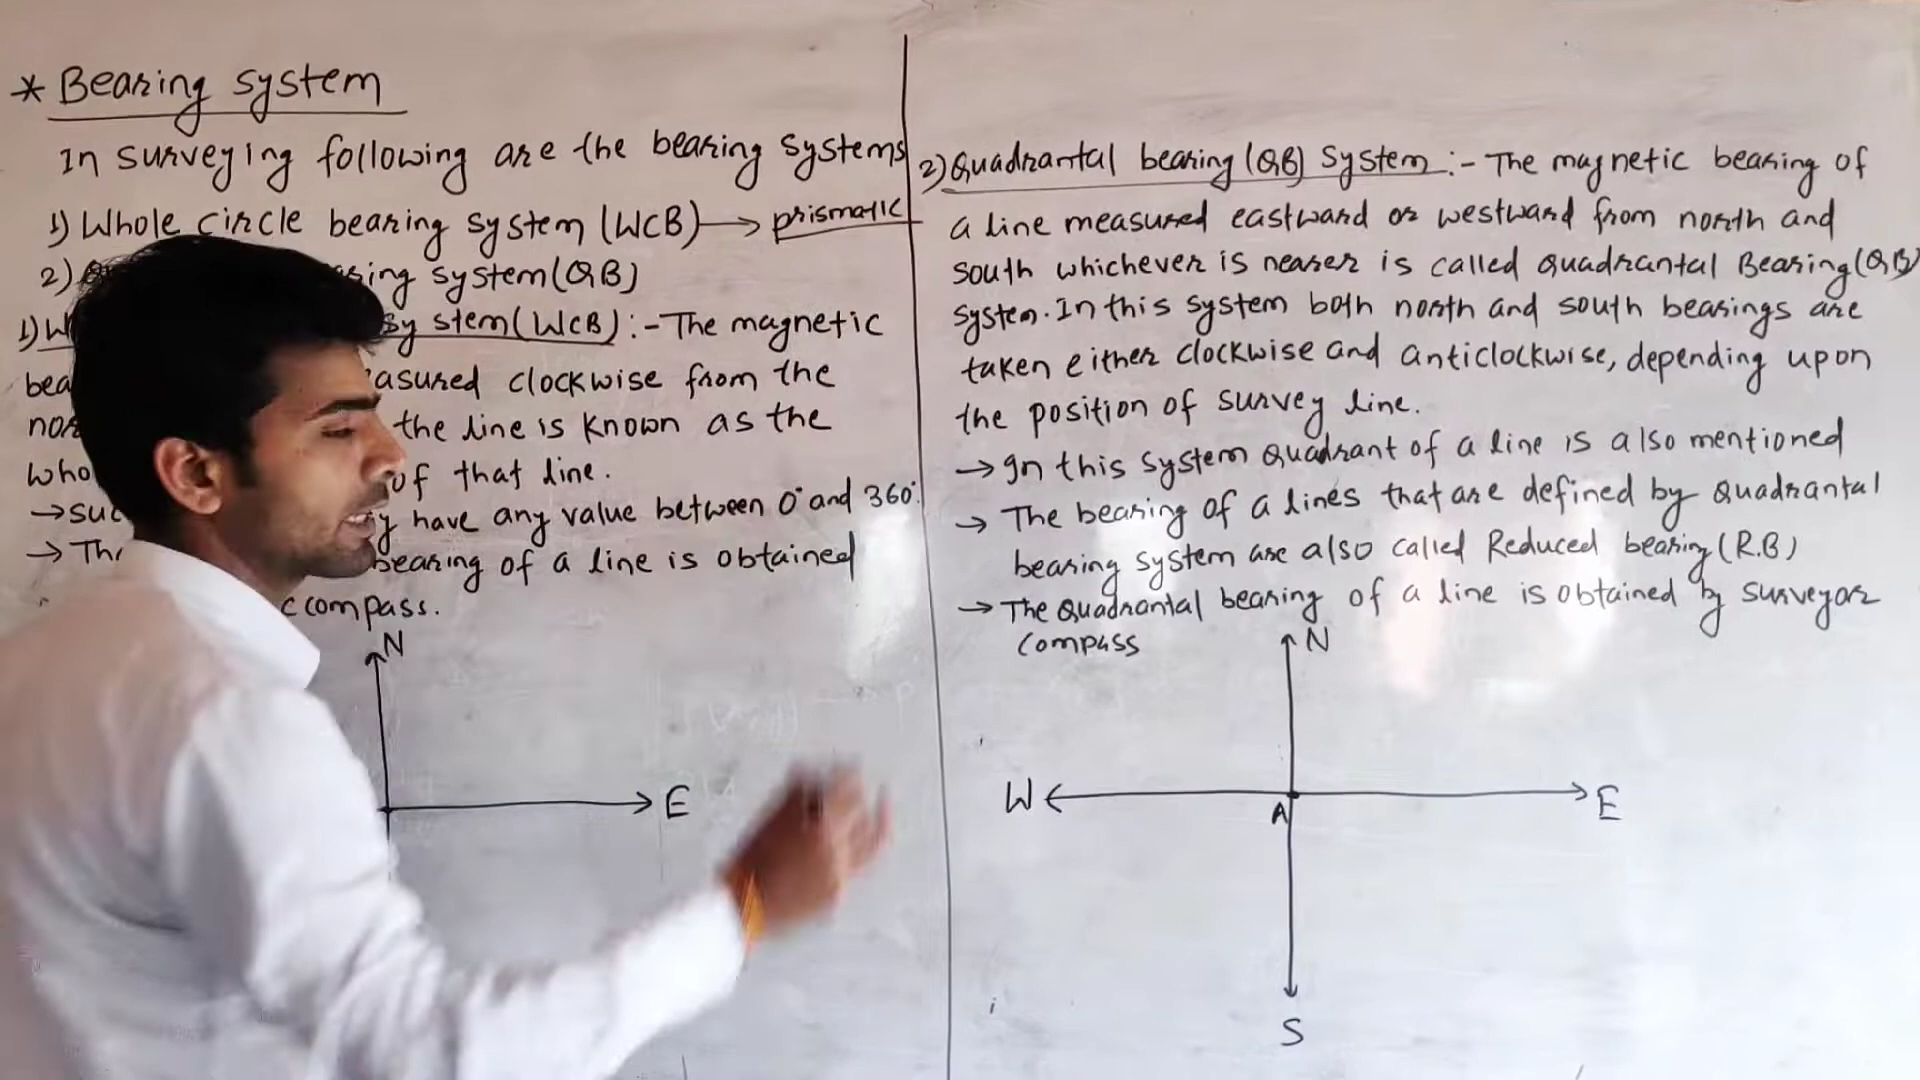 * Bearing system
In surveying following are the bearing systems
1) Whole circle bearing system (WCB) → prismatic
2) system (QB)
1) system (WCB) :- The magnetic
measured clockwise from the
the line is known as the
of that line.
→ have any value between 0° and 360°.
→ bearing of a line is obtained
compass.
N
E
2) Quadrantal bearing (QB) System :- The magnetic bearing of
a line measured eastward or westward from north and
south whichever is nearer is called quadrantal Bearing (QB)
system. In this system both north and south bearings are
taken either clockwise and anticlockwise, depending upon
the position of survey line.
→ In this system quadrant of a line is also mentioned
→ The bearing of a lines that are defined by quadrantal
bearing system are also called Reduced bearing (R.B)
→ The quadrantal bearing of a line is obtained by surveyor
compass
N
W
A
E
S